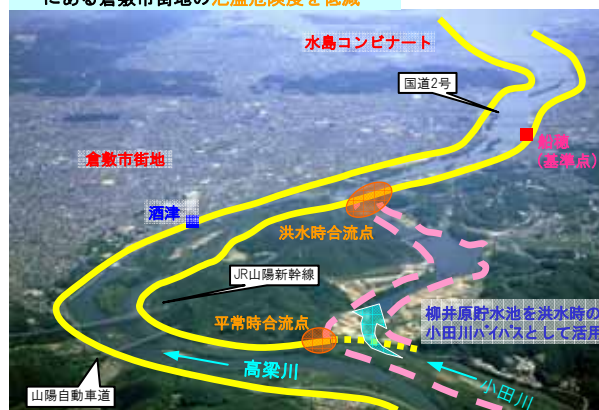 にある倉敷市街地の氾濫危険度を低減
水島コンビナート
国道2号
船穂
(基準点)
倉敷市街地
酒津
洪水時合流点
JR山陽新幹線
柳井原貯水池を洪水時の
小田川バイパスとして活用
平常時合流点
高梁川
小田川
山陽自動車道